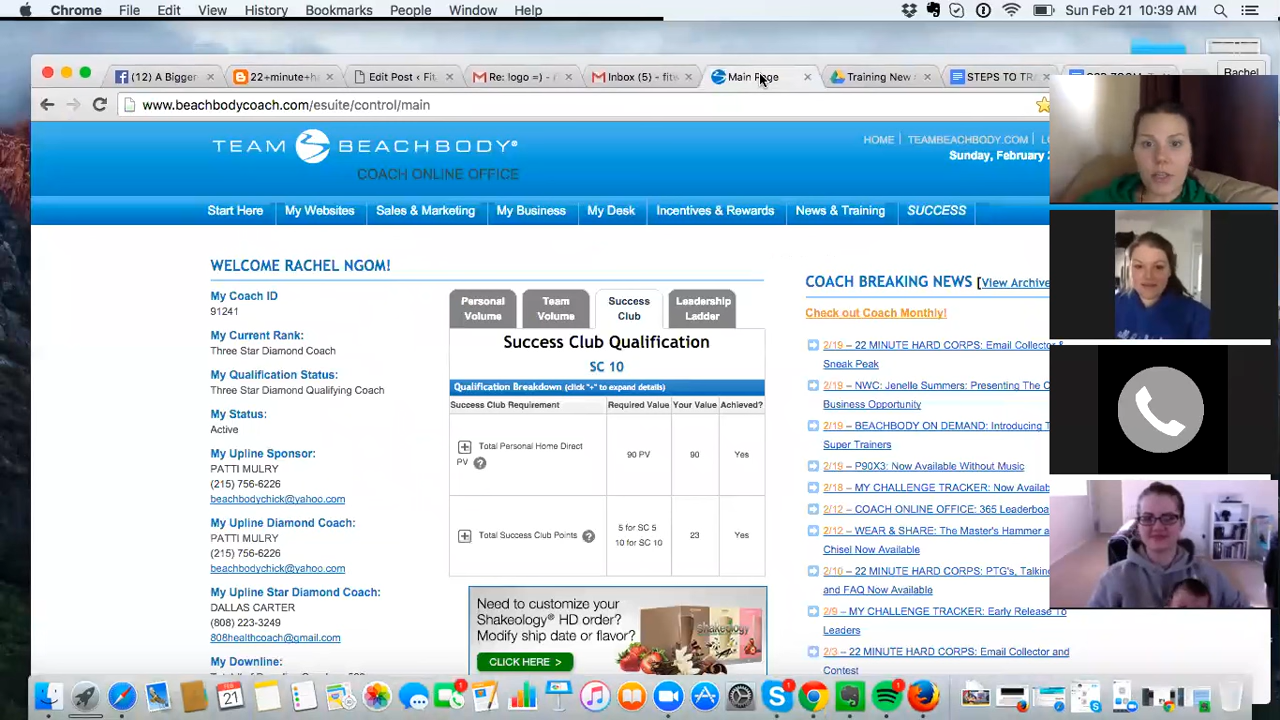 Chrome File Edit View History Bookmarks People Window Help Sun Feb 21 10:39 AM
(12) A Bigger 22+minute+h Edit Post ‹ Fit Re: logo =) - Inbox (5) - fitw Main Page Training New STEPS TO TR Rachel
www.beachbodycoach.com/esuite/control/main
TEAM BEACHBODY®
COACH ONLINE OFFICE
HOME TEAMBEACHBODY.COM
Sunday, February
Start Here My Websites Sales & Marketing My Business My Desk Incentives & Rewards News & Training SUCCESS
WELCOME RACHEL NGOM!
My Coach ID
91241
My Current Rank:
Three Star Diamond Coach
My Qualification Status:
Three Star Diamond Qualifying Coach
My Status:
Active
My Upline Sponsor:
PATTI MULRY
(215) 756-6226
beachbodychick@yahoo.com
My Upline Diamond Coach:
PATTI MULRY
(215) 756-6226
beachbodychick@yahoo.com
My Upline Star Diamond Coach:
DALLAS CARTER
(808) 223-3249
808healthcoach@gmail.com
My Downline:
Personal Volume
Team Volume
Success Club
Leadership Ladder
Success Club Qualification
SC 10
Qualification Breakdown (click "+" to expand details)
Success Club Requirement Required Value Your Value Achieved?
Total Personal Home Direct PV ? 90 PV 90 Yes
Total Success Club Points ? 5 for SC 5 10 for SC 10 23 Yes
Need to customize your
Shakeology® HD order?
Modify ship date or flavor?
CLICK HERE >
shakeology
COACH BREAKING NEWS [View Archive
Check out Coach Monthly!
2/19 – 22 MINUTE HARD CORPS: Email Collector &
Sneak Peak
2/19 – NWC: Jenelle Summers: Presenting The
Business Opportunity
2/19 – BEACHBODY ON DEMAND: Introducing
Super Trainers
2/19 – P90X3: Now Available Without Music
2/18 – MY CHALLENGE TRACKER: Now Availab
2/12 – COACH ONLINE OFFICE: 365 Leaderboa
2/12 – WEAR & SHARE: The Master's Hammer a
Chisel Now Available
2/10 – 22 MINUTE HARD CORPS: PTG's, Talkin
and FAQ Now Available
2/9 – MY CHALLENGE TRACKER: Early Release To
Leaders
2/3 – 22 MINUTE HARD CORPS: Email Collector and
Contest